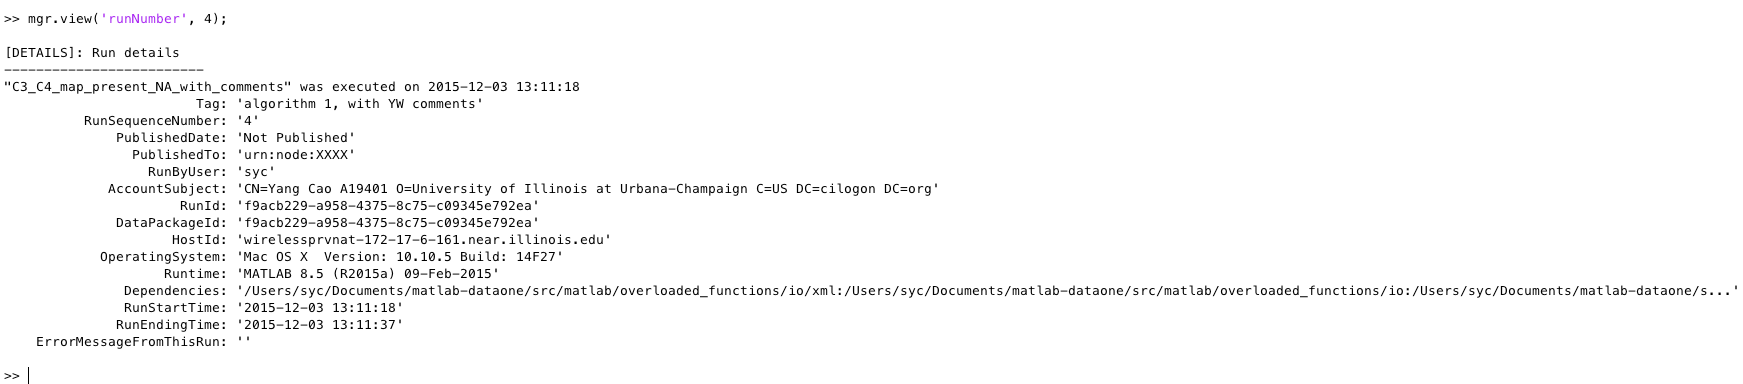 >> mgr.view('runNumber', 4);
[DETAILS]: Run details
-------------------------
"C3_C4_map_present_NA_with_comments" was executed on 2015-12-03 13:11:18
Tag: 'algorithm 1, with YW comments'
RunSequenceNumber: '4'
PublishedDate: 'Not Published'
PublishedTo: 'urn:node:XXXX'
RunByUser: 'syc'
AccountSubject: 'CN=Yang Cao A19401 O=University of Illinois at Urbana-Champaign C=US DC=cilogon DC=org'
RunId: 'f9acb229-a958-4375-8c75-c09345e792ea'
DataPackageId: 'f9acb229-a958-4375-8c75-c09345e792ea'
HostId: 'wirelessprvnat-172-17-6-161.near.illinois.edu'
OperatingSystem: 'Mac OS X  Version: 10.10.5 Build: 14F27'
Runtime: 'MATLAB 8.5 (R2015a) 09-Feb-2015'
Dependencies: '/Users/syc/Documents/matlab-dataone/src/matlab/overloaded_functions/io/xml:/Users/syc/Documents/matlab-dataone/src/matlab/overloaded_functions/io:/Users/syc/Documents/matlab-dataone/s...'
RunStartTime: '2015-12-03 13:11:18'
RunEndingTime: '2015-12-03 13:11:37'
ErrorMessageFromThisRun: ''
>>